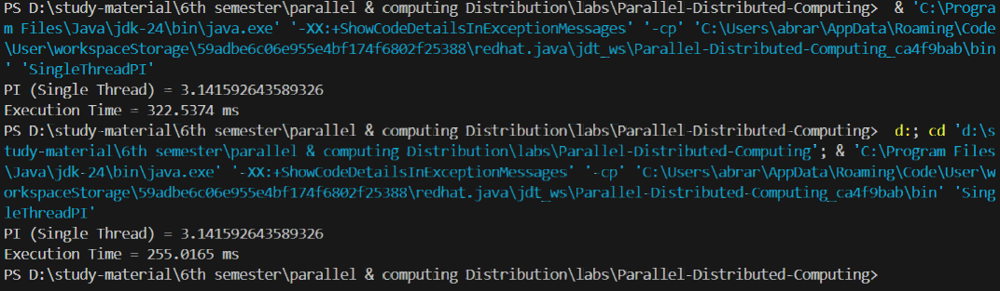 PS D:\study-material\6th semester\parallel & computing Distribution\labs\Parallel-Distributed-Computing>  & 'C:\Progra
m Files\Java\jdk-24\bin\java.exe' '-XX:+ShowCodeDetailsInExceptionMessages' '-cp' 'C:\Users\abrar\AppData\Roaming\Code
\User\workspaceStorage\59adbe6c06e955e4bf174f6802f25388\redhat.java\jdt_ws\Parallel-Distributed-Computing_ca4f9bab\bin
' 'SingleThreadPI'
PI (Single Thread) = 3.141592643589326
Execution Time = 322.5374 ms
PS D:\study-material\6th semester\parallel & computing Distribution\labs\Parallel-Distributed-Computing>  d:; cd 'd:\s
tudy-material\6th semester\parallel & computing Distribution\labs\Parallel-Distributed-Computing'; & 'C:\Program Files
\Java\jdk-24\bin\java.exe' '-XX:+ShowCodeDetailsInExceptionMessages' '-cp' 'C:\Users\abrar\AppData\Roaming\Code\User\w
orkspaceStorage\59adbe6c06e955e4bf174f6802f25388\redhat.java\jdt_ws\Parallel-Distributed-Computing_ca4f9bab\bin' 'Sing
leThreadPI'
PI (Single Thread) = 3.141592643589326
Execution Time = 255.0165 ms
PS D:\study-material\6th semester\parallel & computing Distribution\labs\Parallel-Distributed-Computing>